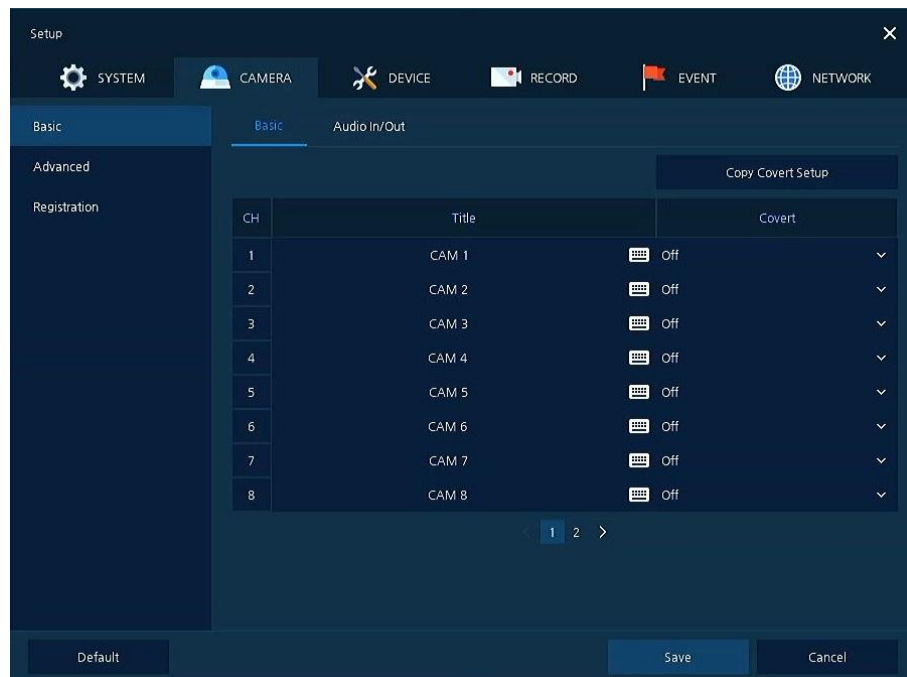 Setup
SYSTEM CAMERA DEVICE RECORD EVENT NETWORK
Basic
Advanced
Registration
Basic Audio In/Out
Copy Covert Setup
CH Title Covert
1 CAM 1 Off
2 CAM 2 Off
3 CAM 3 Off
4 CAM 4 Off
5 CAM 5 Off
6 CAM 6 Off
7 CAM 7 Off
8 CAM 8 Off
1 2
Default Save Cancel